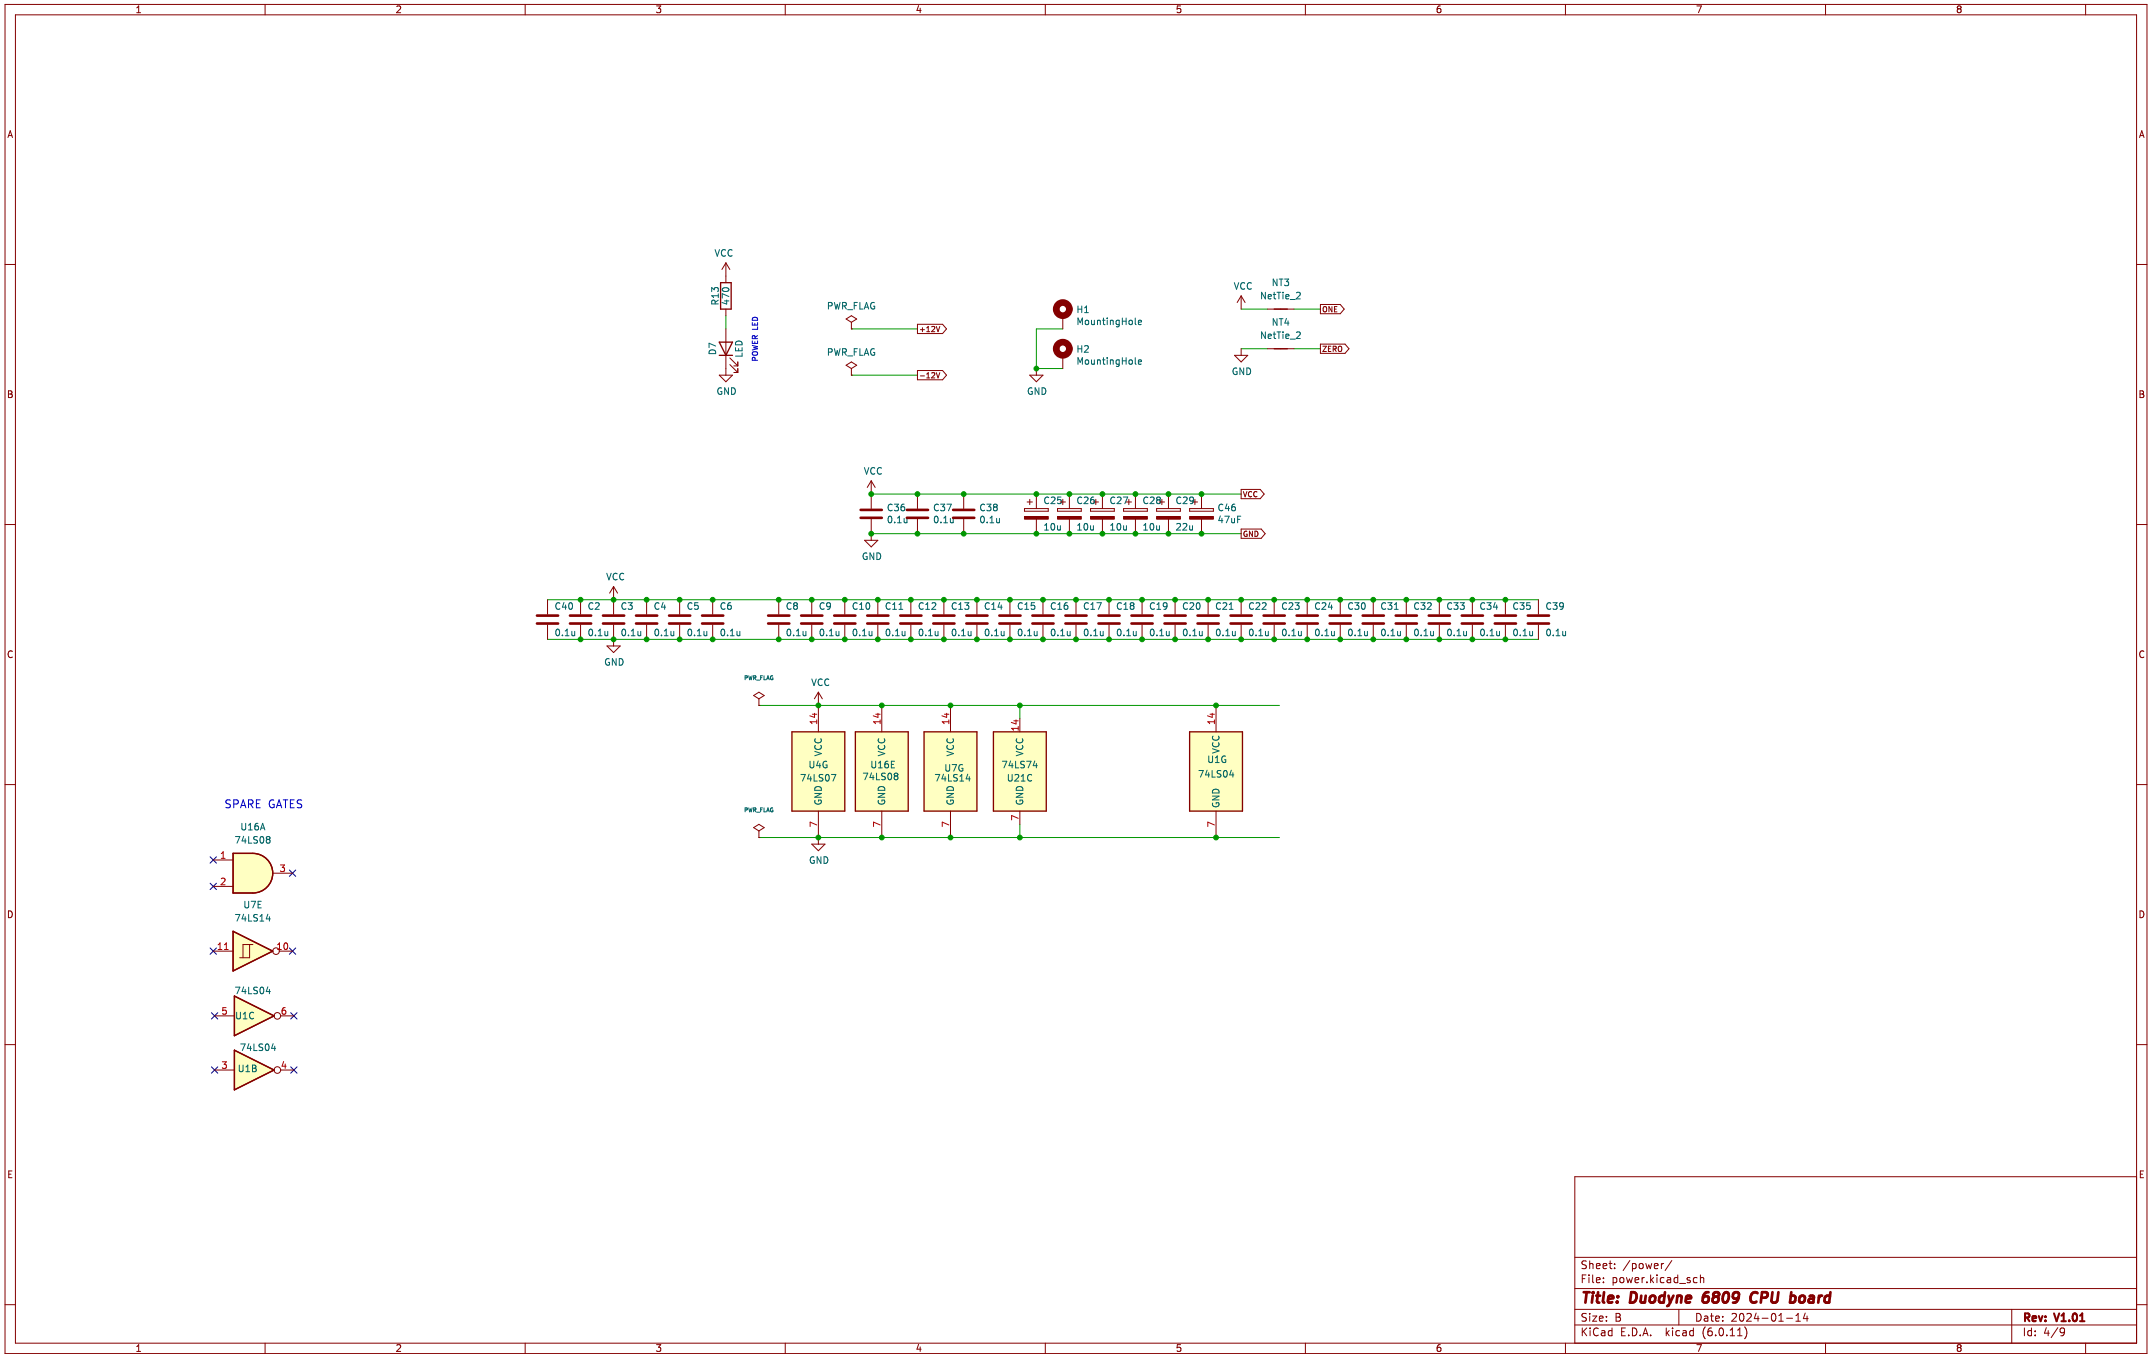 1 2 3 4 5 6 7 8
A A
VCC
R13
470
D7
LED
POWER LED
GND
PWR_FLAG
+12V
PWR_FLAG
-12V
H1
MountingHole
H2
MountingHole
GND
VCC
NT3
NetTie_2
ONE
NT4
NetTie_2
ZERO
GND
B B
VCC
C36 C37 C38 C25 C26 C27 C28 C29 C46
+ + + + + +
0.1u 0.1u 0.1u 10u 10u 10u 10u 22u 47uF
VCC
GND
GND
VCC
C40 C2 C3 C4 C5 C6 C8 C9 C10 C11 C12 C13 C14 C15 C16 C17 C18 C19 C20 C21 C22 C23 C24 C30 C31 C32 C33 C34 C35 C39
0.1u 0.1u 0.1u 0.1u 0.1u 0.1u 0.1u 0.1u 0.1u 0.1u 0.1u 0.1u 0.1u 0.1u 0.1u 0.1u 0.1u 0.1u 0.1u 0.1u 0.1u 0.1u 0.1u 0.1u 0.1u 0.1u 0.1u 0.1u 0.1u 0.1u
GND
C C
PWR_FLAG
VCC
14 14 14 14 14
VCC VCC VCC VCC VCC
U4G
74LS07
U16E
74LS08
U7G
74LS14
74LS74
U21C
U1G
74LS04
GND GND GND GND GND
7 7 7 7 7
PWR_FLAG
GND
SPARE GATES
U16A
74LS08
1
2
3
U7E
74LS14
11 10
D D
74LS04
5 U1C 6
74LS04
3 U1B 4
E E
Sheet: /power/
File: power.kicad_sch
Title: Duodyne 6809 CPU board
Size: B Date: 2024-01-14 Rev: V1.01
KiCad E.D.A. kicad (6.0.11) Id: 4/9
1 2 3 4 5 6 7 8